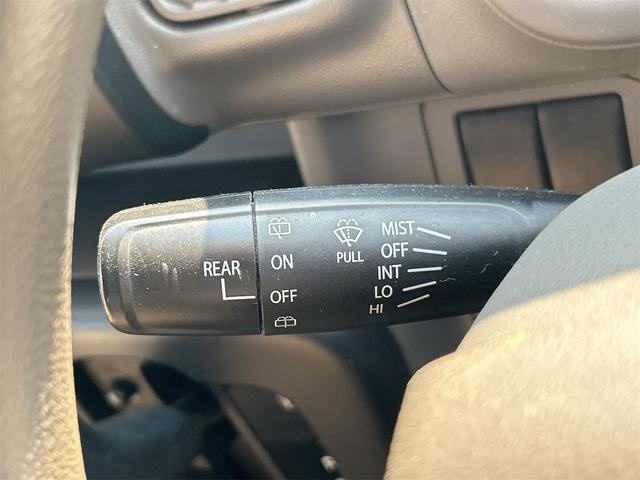 REAR
ON
OFF
PULL
MIST
OFF
INT
LO
HI